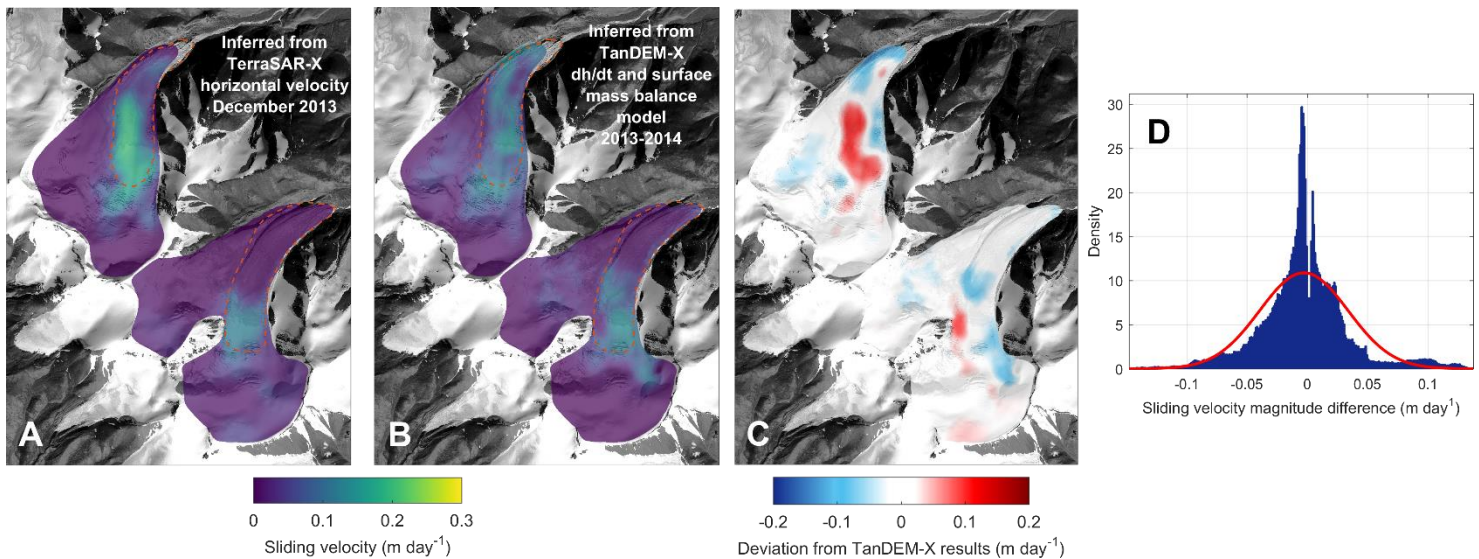 Inferred from
TerraSAR-X
horizontal velocity
December 2013
A
Inferred from
TanDEM-X
dh/dt and surface
mass balance
model
2013-2014
B
C
D
30
25
20
15
10
5
0
Density
-0.1 -0.05 0 0.05 0.1
Sliding velocity magnitude difference (m day¹)
0 0.1 0.2 0.3
Sliding velocity (m day⁻¹)
-0.2 -0.1 0 0.1 0.2
Deviation from TanDEM-X results (m day⁻¹)